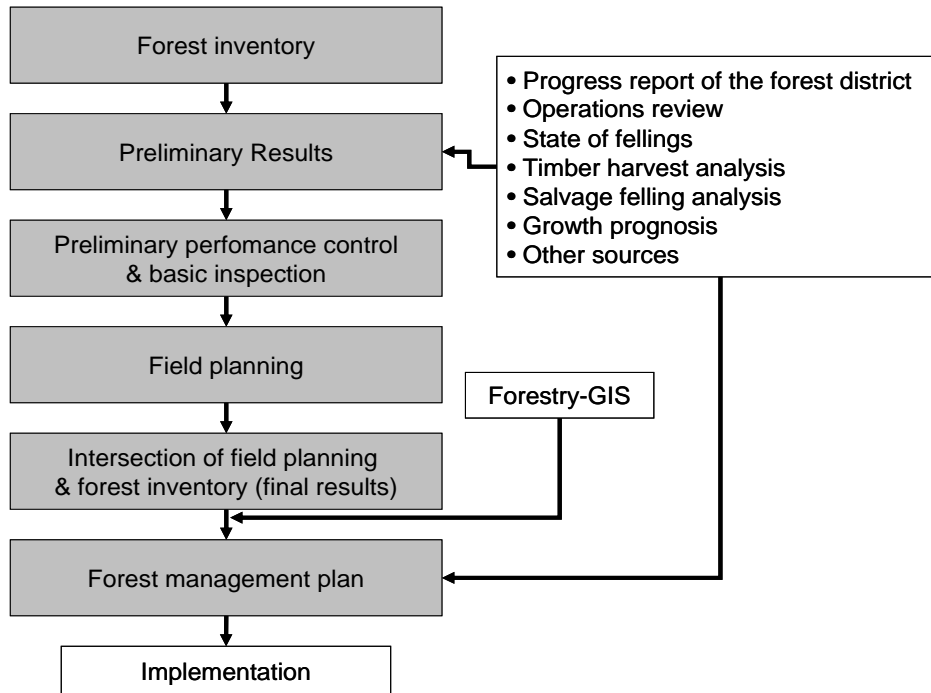 Forest inventory
Preliminary Results
Preliminary perfomance control
& basic inspection
Field planning
Intersection of field planning
& forest inventory (final results)
Forest management plan
Implementation
• Progress report of the forest district
• Operations review
• State of fellings
• Timber harvest analysis
• Salvage felling analysis
• Growth prognosis
• Other sources
Forestry-GIS